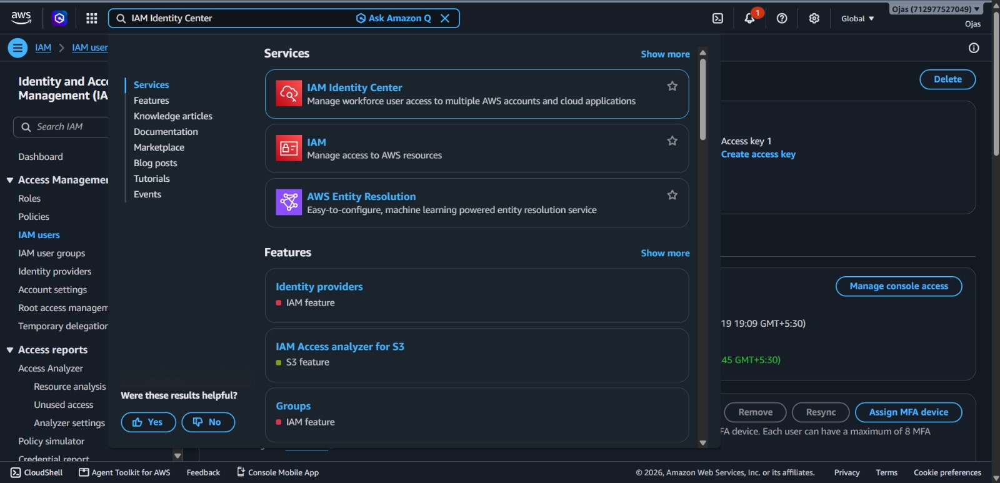 aws
IAM Identity Center
Ask Amazon Q
1
Global
Ojas (712977527049)
Ojas
IAM
IAM user
Identity and Acc
Management (IA
Search IAM
Dashboard
Access Managemen
Roles
Policies
IAM users
IAM user groups
Identity providers
Account settings
Root access managem
Temporary delegation
Access reports
Access Analyzer
Resource analysis
Unused access
Analyzer settings
Policy simulator
Credential report
Services
Features
Knowledge articles
Documentation
Marketplace
Blog posts
Tutorials
Events
Were these results helpful?
Yes
No
Services
Show more
IAM Identity Center
Manage workforce user access to multiple AWS accounts and cloud applications
IAM
Manage access to AWS resources
AWS Entity Resolution
Easy-to-configure, machine learning powered entity resolution service
Features
Show more
Identity providers
IAM feature
IAM Access analyzer for S3
S3 feature
Groups
IAM feature
Delete
Access key 1
Create access key
Manage console access
19 19:09 GMT+5:30)
45 GMT+5:30)
Remove
Resync
Assign MFA device
FA device. Each user can have a maximum of 8 MFA
CloudShell
Agent Toolkit for AWS
Feedback
Console Mobile App
© 2026, Amazon Web Services, Inc. or its affiliates.
Privacy
Terms
Cookie preferences